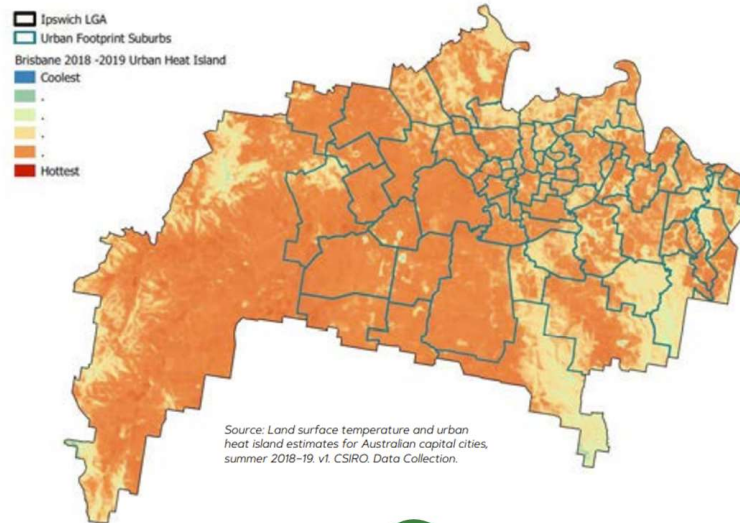 Ipswich LGA
Urban Footprint Suburbs
Brisbane 2018 -2019 Urban Heat Island
Coolest
.
.
.
.
Hottest
Source: Land surface temperature and urban
heat island estimates for Australian capital cities,
summer 2018–19. v1. CSIRO. Data Collection.